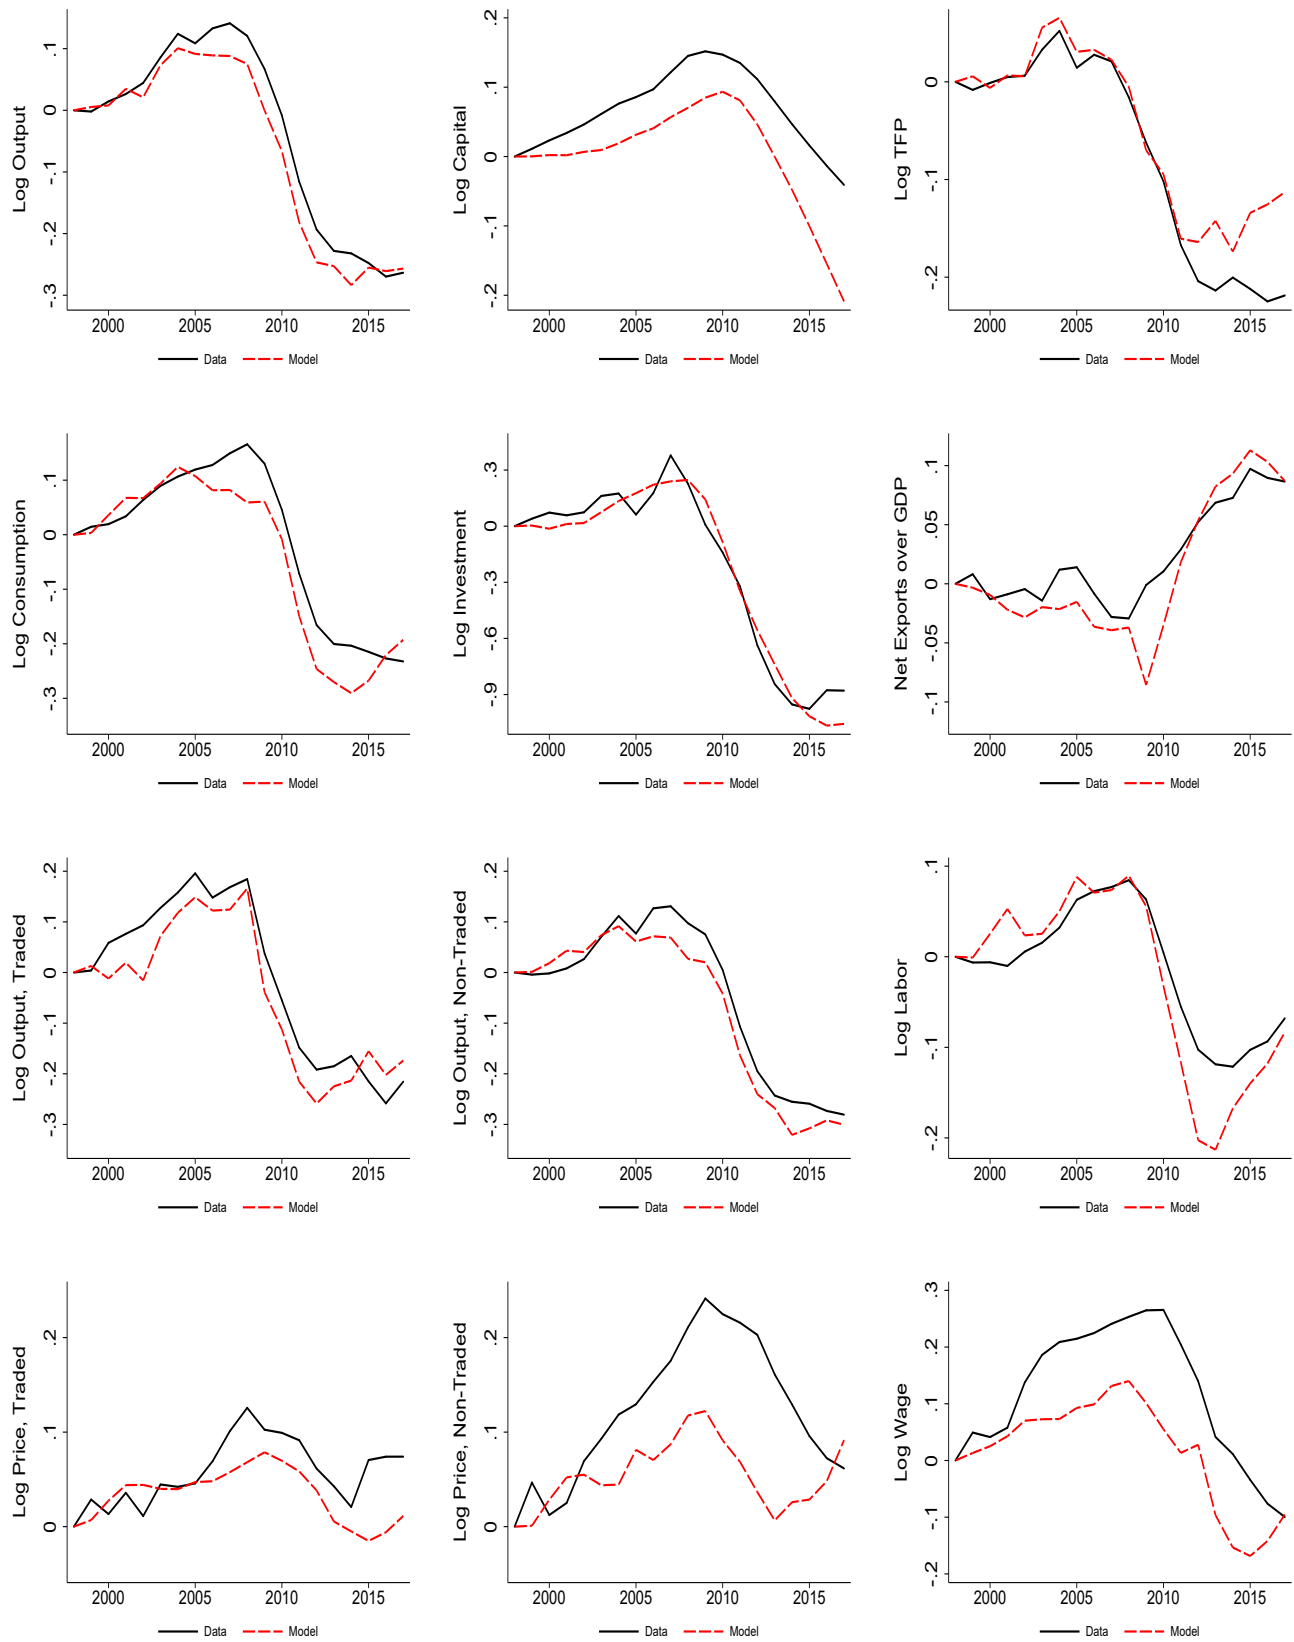 Log Output
.1
0
-.1
-.2
-.3
2000 2005 2010 2015
Data Model
Log Capital
.2
.1
0
-.1
-.2
2000 2005 2010 2015
Data Model
Log TFP
0
-.1
-.2
2000 2005 2010 2015
Data Model
Log Consumption
.1
0
-.1
-.2
-.3
2000 2005 2010 2015
Data Model
Log Investment
.3
0
-.3
-.6
-.9
2000 2005 2010 2015
Data Model
Net Exports over GDP
.1
.05
0
-.05
-.1
2000 2005 2010 2015
Data Model
Log Output, Traded
.2
.1
0
-.1
-.2
-.3
2000 2005 2010 2015
Data Model
Log Output, Non-Traded
.2
.1
0
-.1
-.2
-.3
2000 2005 2010 2015
Data Model
Log Labor
.1
0
-.1
-.2
2000 2005 2010 2015
Data Model
Log Price, Traded
.2
.1
0
2000 2005 2010 2015
Data Model
Log Price, Non-Traded
.2
.1
0
2000 2005 2010 2015
Data Model
Log Wage
.3
.2
.1
0
-.1
-.2
2000 2005 2010 2015
Data Model